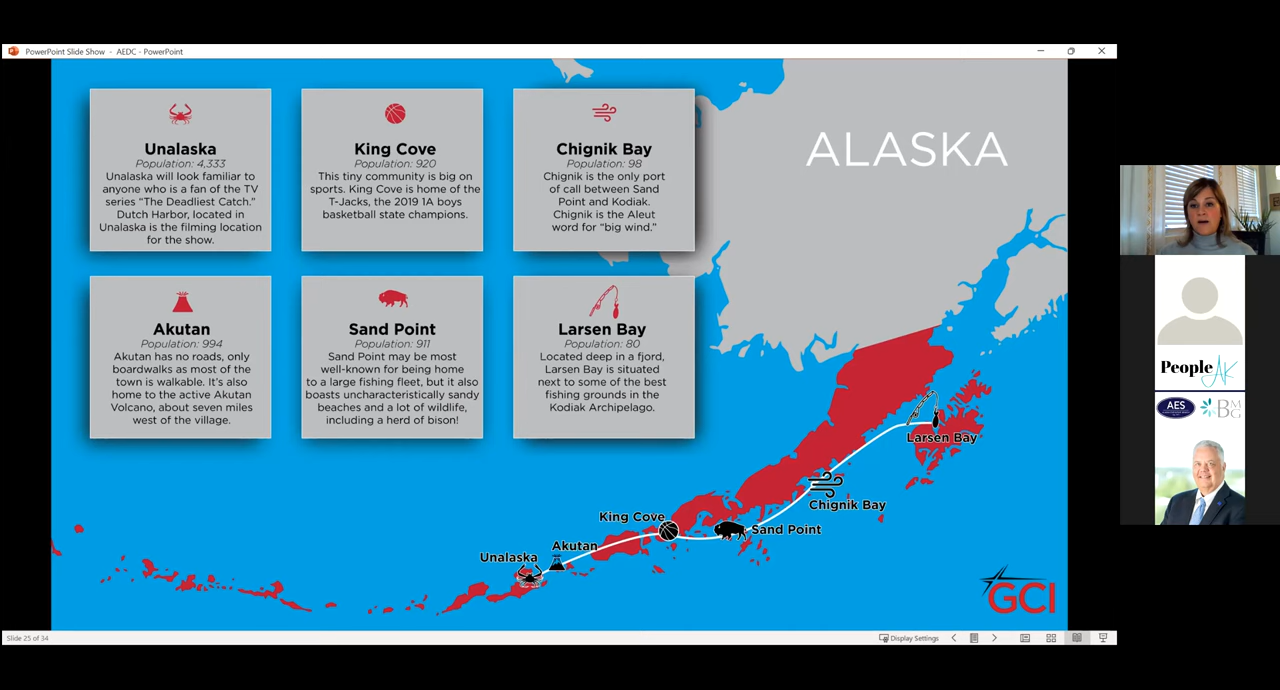 PowerPoint Slide Show - AEDC - PowerPoint
Unalaska
Population: 4,333
Unalaska will look familiar to
anyone who is a fan of the TV
series “The Deadliest Catch.”
Dutch Harbor, located in
Unalaska is the filming location
for the show.
King Cove
Population: 920
This tiny community is big on
sports. King Cove is home of the
T-Jacks, the 2019 1A boys
basketball state champions.
Chignik Bay
Population: 98
Chignik is the only port
of call between Sand
Point and Kodiak.
Chignik is the Aleut
word for “big wind.”
ALASKA
Akutan
Population: 994
Akutan has no roads, only
boardwalks as most of the
town is walkable. It’s also
home to the active Akutan
Volcano, about seven miles
west of the village.
Sand Point
Population: 911
Sand Point may be most
well-known for being home
to a large fishing fleet, but it also
boasts uncharacteristically sandy
beaches and a lot of wildlife,
including a herd of bison!
Larsen Bay
Population: 80
Located deep in a fjord,
Larsen Bay is situated
next to some of the best
fishing grounds in the
Kodiak Archipelago.
Larsen Bay
Chignik Bay
King Cove
Sand Point
Akutan
Unalaska
GCI
Slide 25 of 34
Display Settings
People AK
AES
BMG